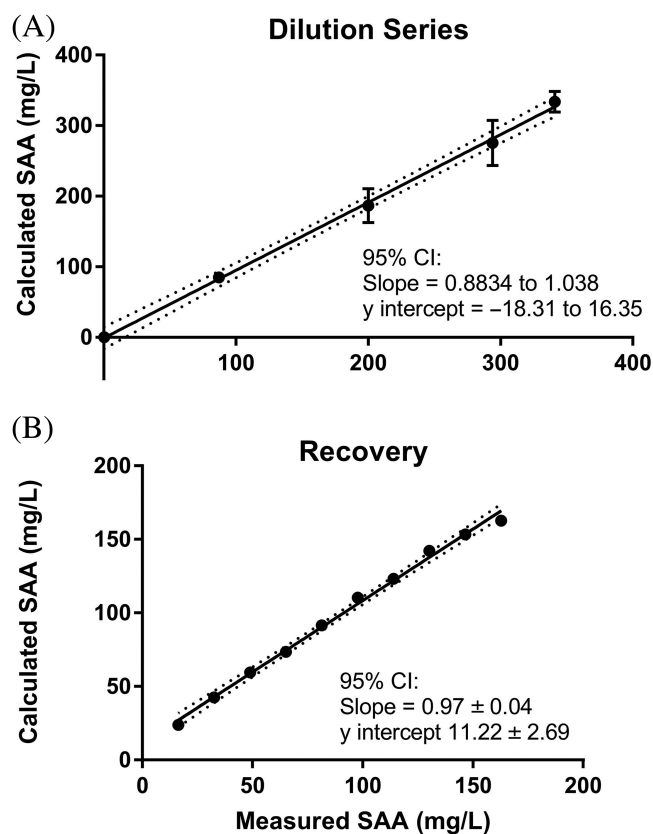 (A)
Dilution Series
Calculated SAA (mg/L)
400
300
200
100
0
95% CI:
Slope = 0.8834 to 1.038
y intercept = −18.31 to 16.35
100
200
300
400
(B)
Recovery
Calculated SAA (mg/L)
200
150
100
50
0
95% CI:
Slope = 0.97 ± 0.04
y intercept 11.22 ± 2.69
0
50
100
150
200
Measured SAA (mg/L)